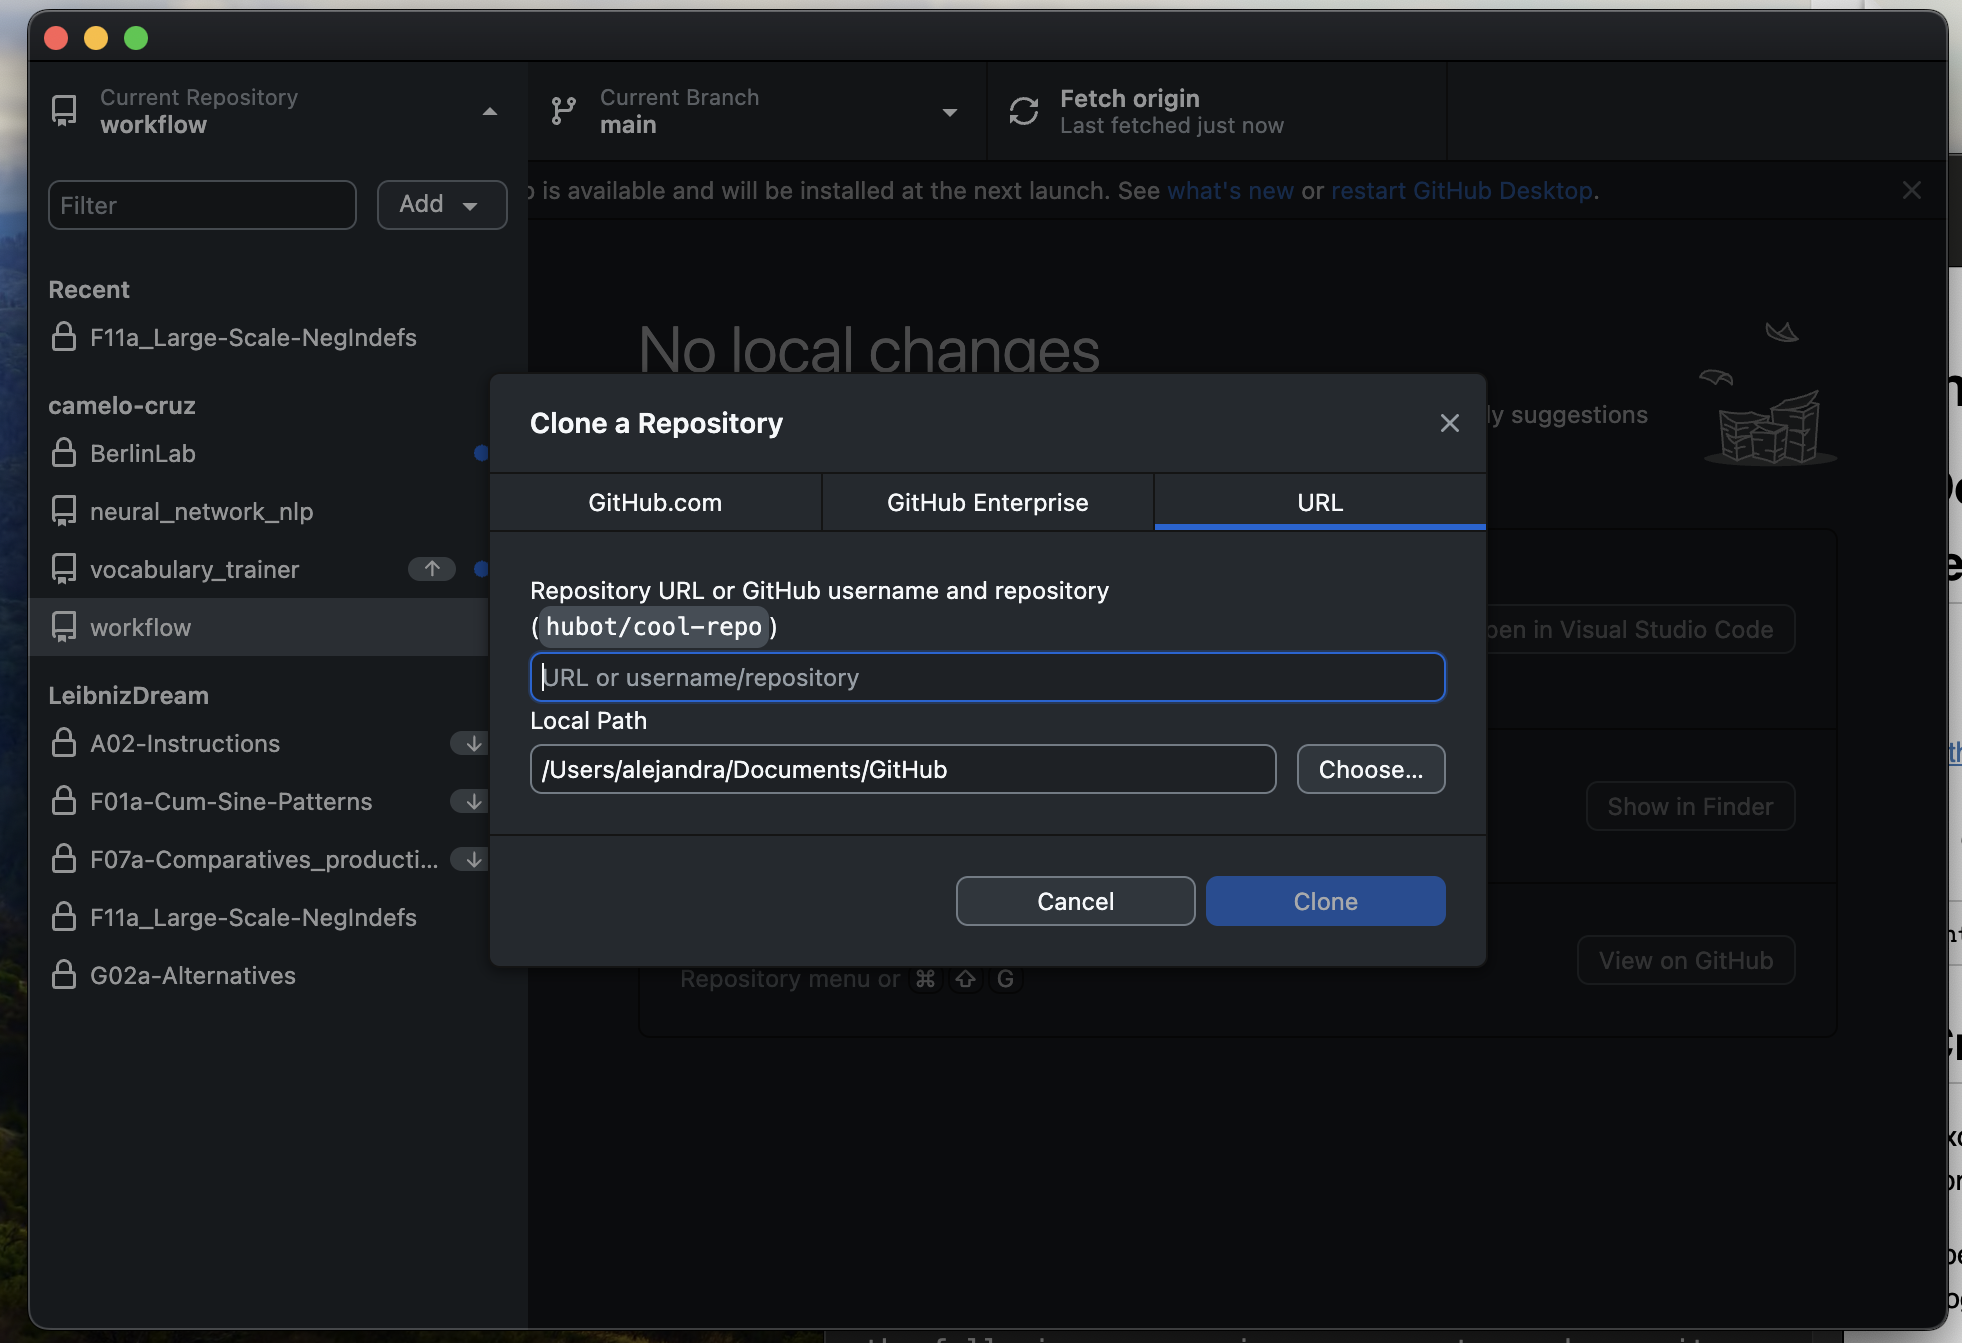 Current Repository
workflow
Current Branch
main
Fetch origin
Last fetched just now
Filter
Add
is available and will be installed at the next launch. See what's new or restart GitHub Desktop.
Recent
F11a_Large-Scale-NegIndefs
camelo-cruz
BerlinLab
neural_network_nlp
vocabulary_trainer
workflow
LeibnizDream
A02-Instructions
F01a-Cum-Sine-Patterns
F07a-Comparatives_producti...
F11a_Large-Scale-NegIndefs
G02a-Alternatives
No local changes
suggestions
Clone a Repository
GitHub.com
GitHub Enterprise
URL
Repository URL or GitHub username and repository
(hubot/cool-repo)
URL or username/repository
Local Path
/Users/alejandra/Documents/GitHub
Choose...
Cancel
Clone
in Visual Studio Code
Show in Finder
View on GitHub
Repository menu or ⌘ ⇧ G